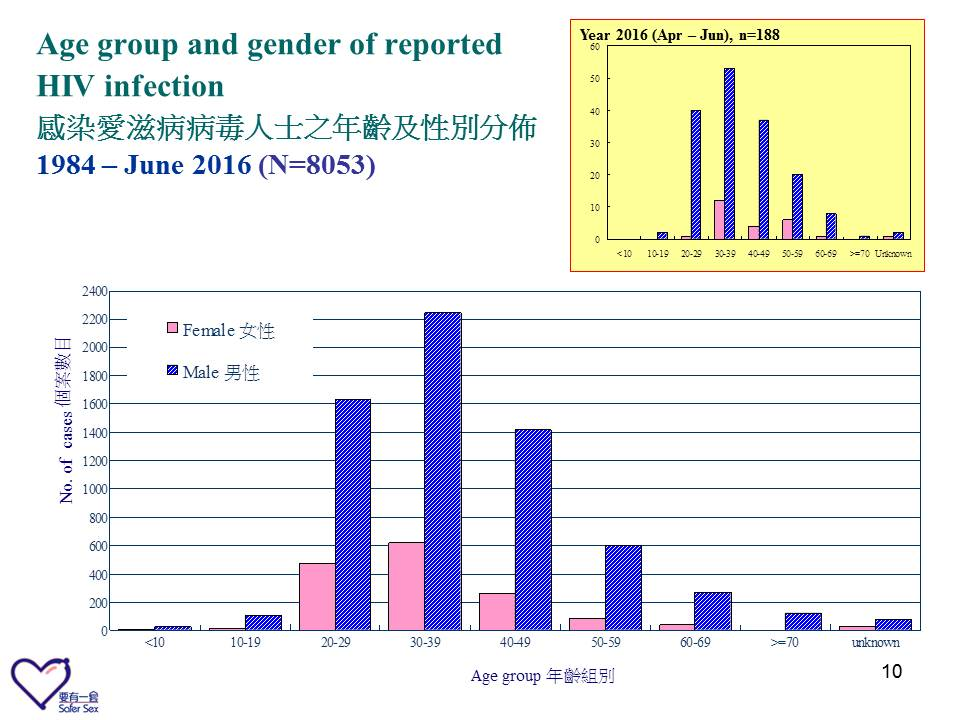 Age group and gender of reported
HIV infection
感染愛滋病病毒人士之年齡及性別分佈
1984 – June 2016 (N=8053)
Year 2016 (Apr – Jun), n=188
60
50
40
30
20
10
0
<10 10-19 20-29 30-39 40-49 50-59 60-69 >=70 Unknown
No. of cases 個案數目
2400
2200
2000
1800
1600
1400
1200
1000
800
600
400
200
0
Female 女性
Male 男性
<10 10-19 20-29 30-39 40-49 50-59 60-69 >=70 unknown
Age group 年齡組別
要有一套
Safer Sex
10